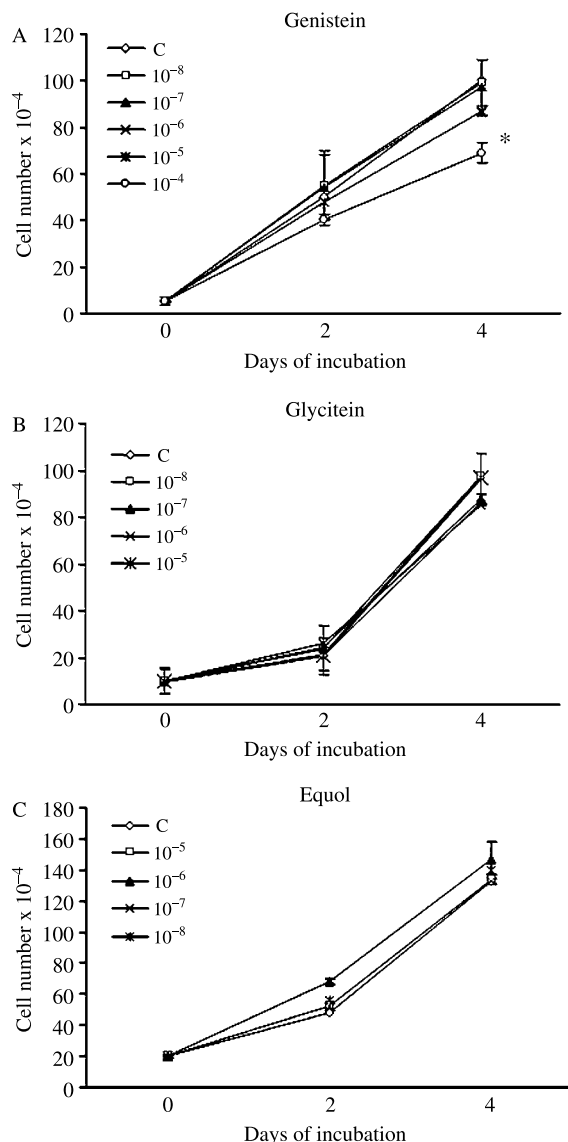 A
Genistein
120
100
80
60
40
20
0
Cell number x 10⁻⁴
C
10⁻⁸
10⁻⁷
10⁻⁶
10⁻⁵
10⁻⁴
*
0 2 4
Days of incubation
B
Glycitein
120
100
80
60
40
20
0
Cell number x 10⁻⁴
C
10⁻⁸
10⁻⁷
10⁻⁶
10⁻⁵
0 2 4
Days of incubation
C
Equol
180
160
140
120
100
80
60
40
20
0
Cell number x 10⁻⁴
C
10⁻⁵
10⁻⁶
10⁻⁷
10⁻⁸
0 2 4
Days of incubation